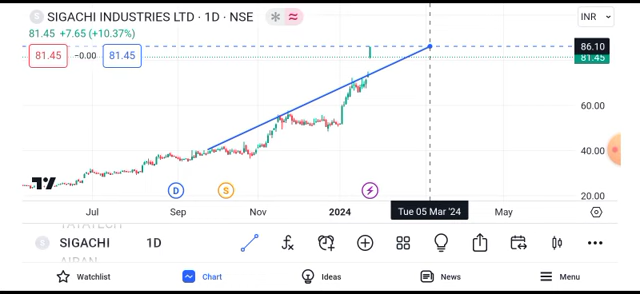 S SIGACHI INDUSTRIES LTD · 1D · NSE
INR
81.45 +7.65 (+10.37%)
81.45 −0.00 81.45
86.10
81.45
60.00
40.00
20.00
D S
Jul Sep Nov 2024 Tue 05 Mar '24 May
TATATECH
S SIGACHI 1D
Watchlist Chart Ideas News Menu